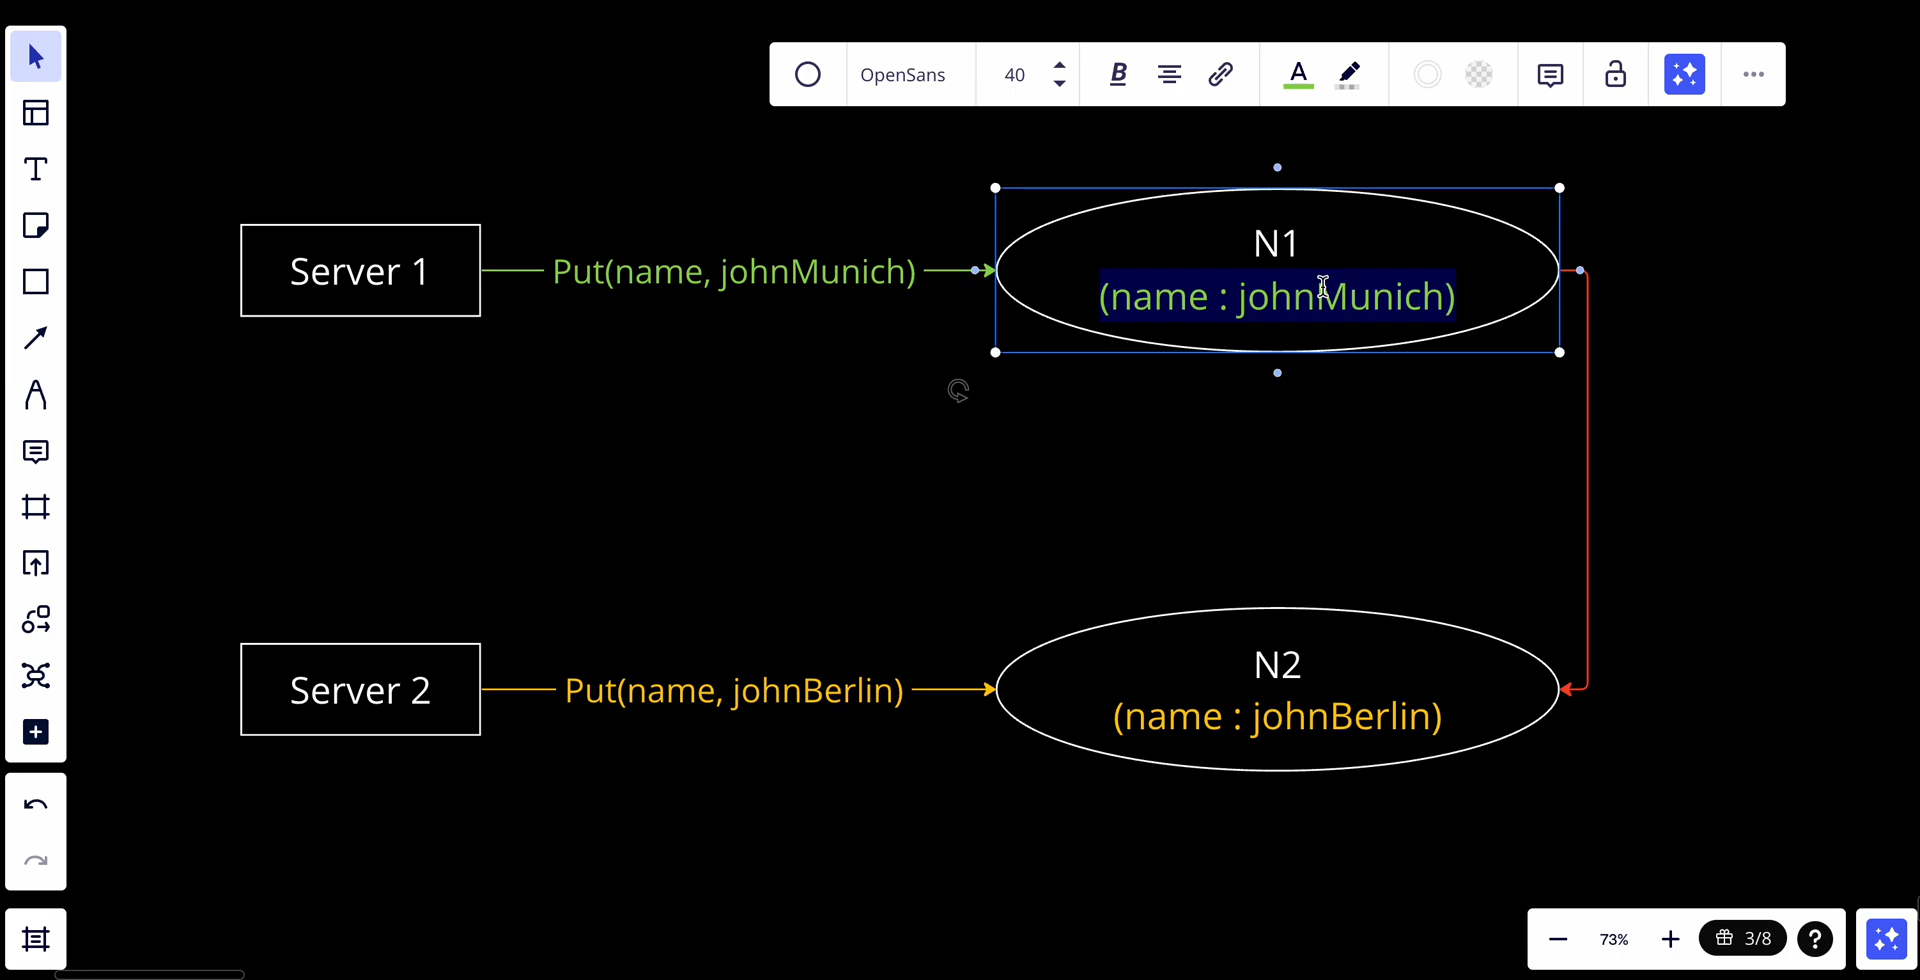 OpenSans
40
B
A
T
Server 1
Put(name, johnMunich)
N1
(name : johnMunich)
Server 2
Put(name, johnBerlin)
N2
(name : johnBerlin)
73%
3/8
?